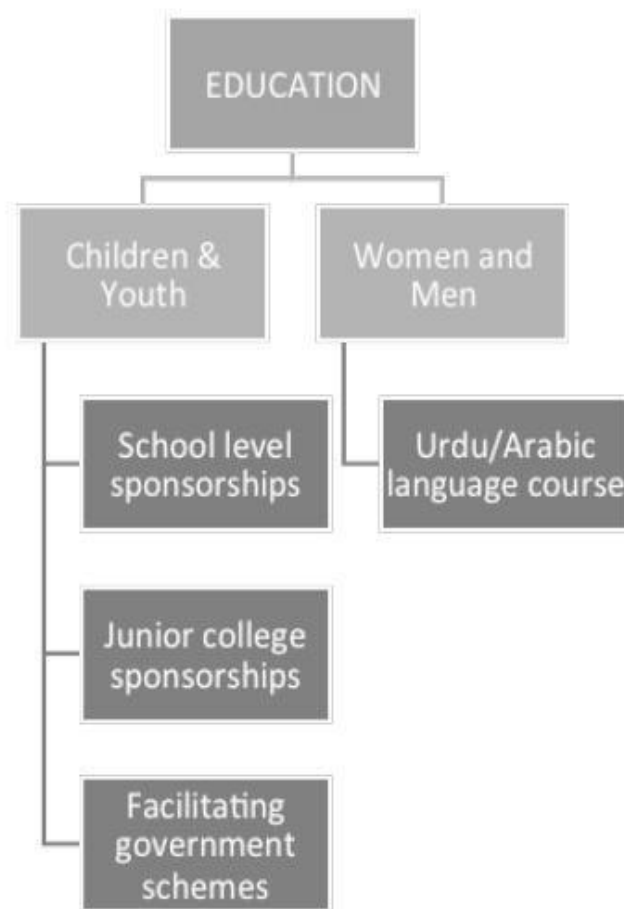 EDUCATION
Children &
Youth
Women and
Men
School level
sponsorships
Urdu/Arabic
language course
Junior college
sponsorships
Facilitating
government
schemes